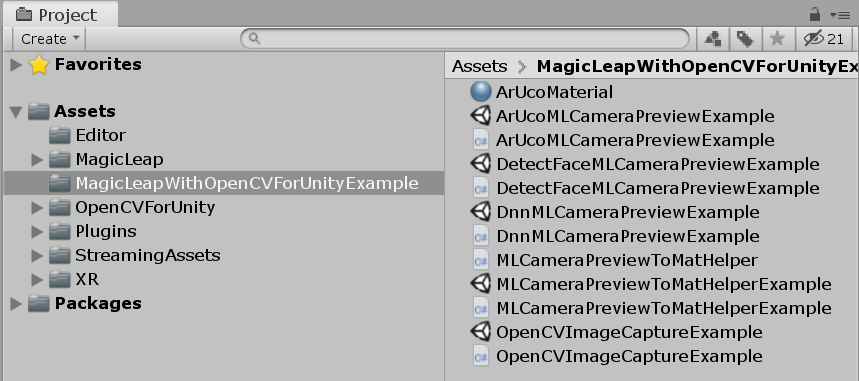 Project
Create
21
Favorites
Assets
Editor
MagicLeap
MagicLeapWithOpenCVForUnityExample
OpenCVForUnity
Plugins
StreamingAssets
XR
Packages
Assets > MagicLeapWithOpenCVForUnityEx
ArUcoMaterial
ArUcoMLCameraPreviewExample
C# ArUcoMLCameraPreviewExample
DetectFaceMLCameraPreviewExample
C# DetectFaceMLCameraPreviewExample
DnnMLCameraPreviewExample
C# DnnMLCameraPreviewExample
C# MLCameraPreviewToMatHelper
MLCameraPreviewToMatHelperExample
C# MLCameraPreviewToMatHelperExample
OpenCVImageCaptureExample
C# OpenCVImageCaptureExample